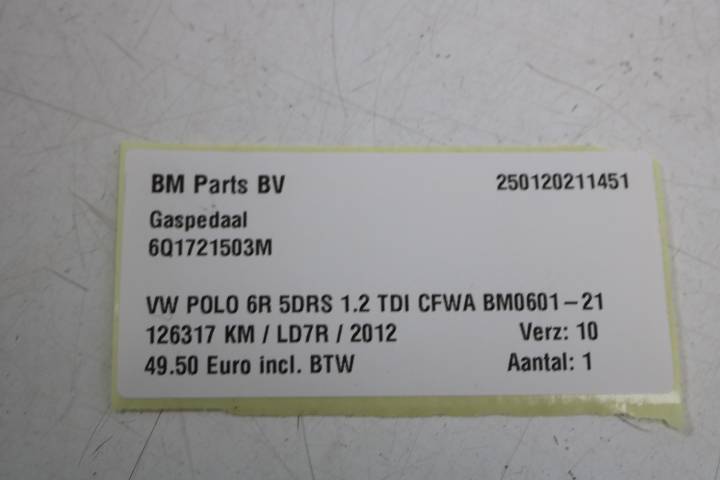 BM Parts BV 250120211451
Gaspedaal
6Q1721503M
VW POLO 6R 5DRS 1.2 TDI CFWA BM0601-21
126317 KM / LD7R / 2012 Verz: 10
49.50 Euro incl. BTW Aantal: 1